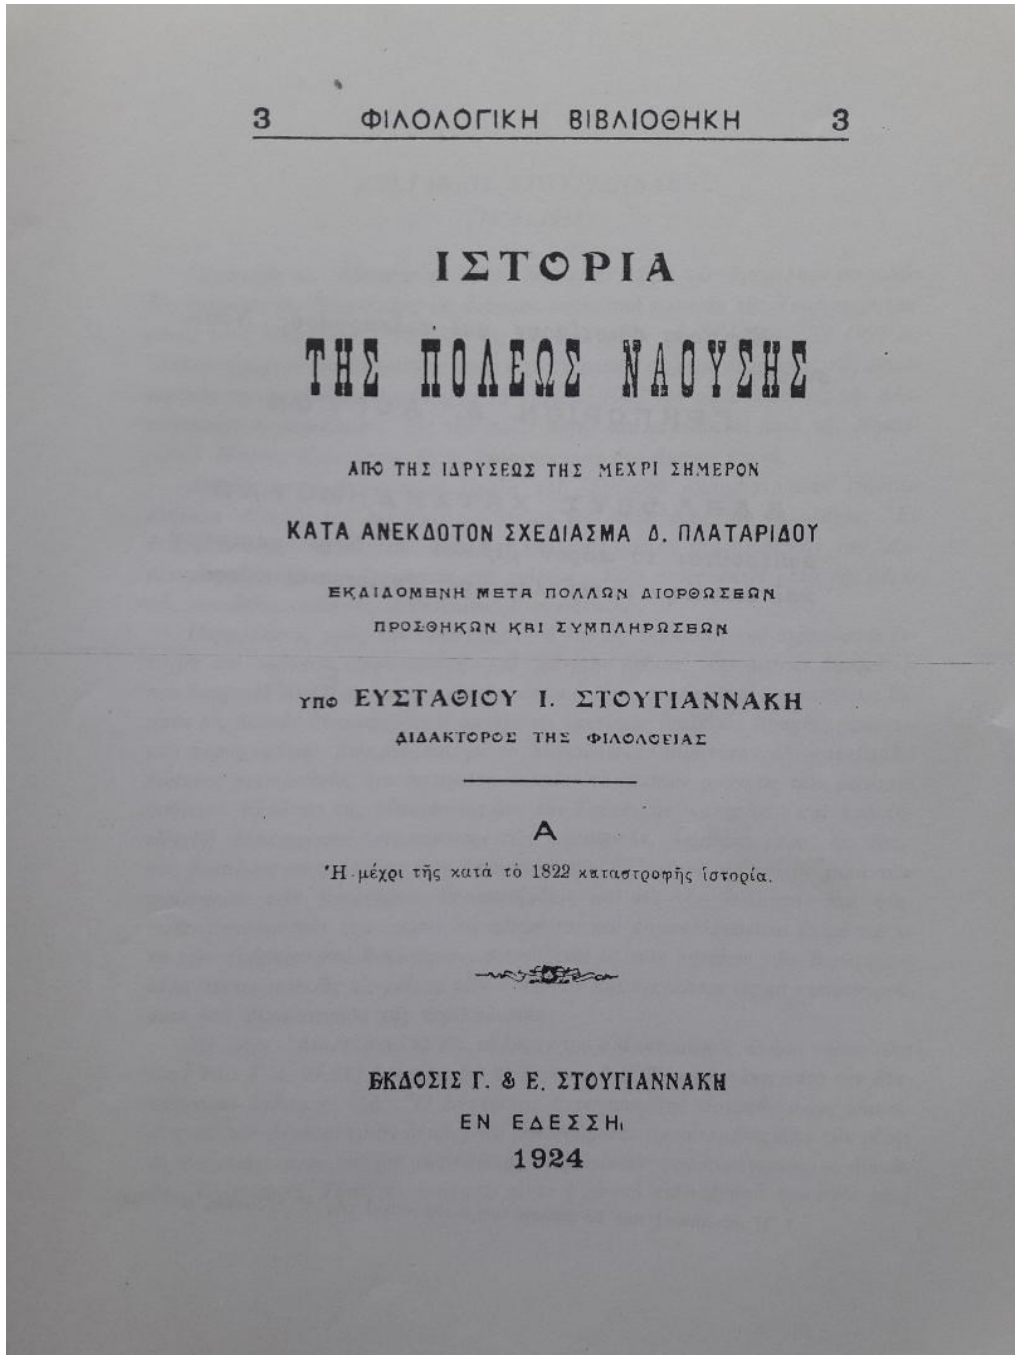 3 ΦΙΛΟΛΟΓΙΚΗ ΒΙΒΛΙΟΘΗΚΗ 3
ΙΣΤΟΡΙΑ
ΤΗΣ ΠΟΛΕΩΣ ΝΑΟΥΣΗΣ
ΑΠΟ ΤΗΣ ΙΔΡΥΣΕΩΣ ΤΗΣ ΜΕΧΡΙ ΣΗΜΕΡΟΝ
ΚΑΤΑ ΑΝΕΚΔΟΤΟΝ ΣΧΕΔΙΑΣΜΑ Δ. ΠΛΑΤΑΡΙΔΟΥ
ΕΚΔΙΔΟΜΕΝΗ ΜΕΤΑ ΠΟΛΛΩΝ ΔΙΟΡΘΩΣΕΩΝ
ΠΡΟΣΘΗΚΩΝ ΚΑΙ ΣΥΜΠΛΗΡΩΣΕΩΝ
ΥΠΟ ΕΥΣΤΑΘΙΟΥ Ι. ΣΤΟΥΓΙΑΝΝΑΚΗ
ΔΙΔΑΚΤΟΡΟΣ ΤΗΣ ΦΙΛΟΛΟΓΙΑΣ
Α
Ἡ μέχρι τῆς κατά τὸ 1822 καταστροφῆς ἱστορία.
ΕΚΔΟΣΙΣ Γ. & Ε. ΣΤΟΥΓΙΑΝΝΑΚΗ
ΕΝ ΕΔΕΣΣΗι
1924